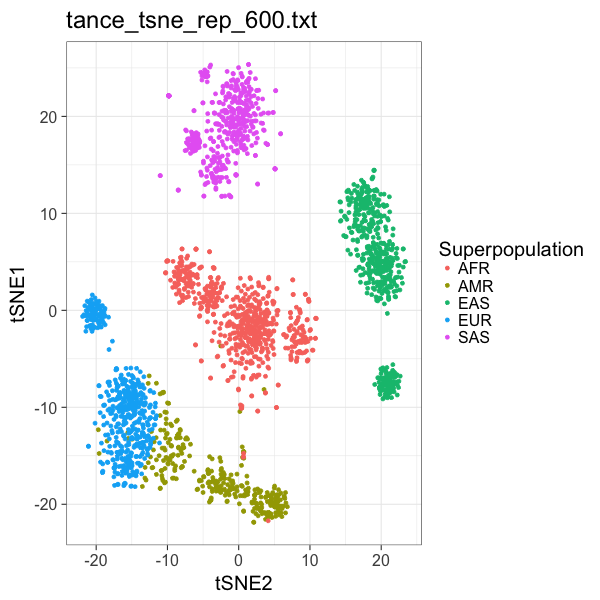 tance_tsne_rep_600.txt
20
10
0
-10
-20
tSNE1
-20 -10 0 10 20
tSNE2
Superpopulation
AFR
AMR
EAS
EUR
SAS